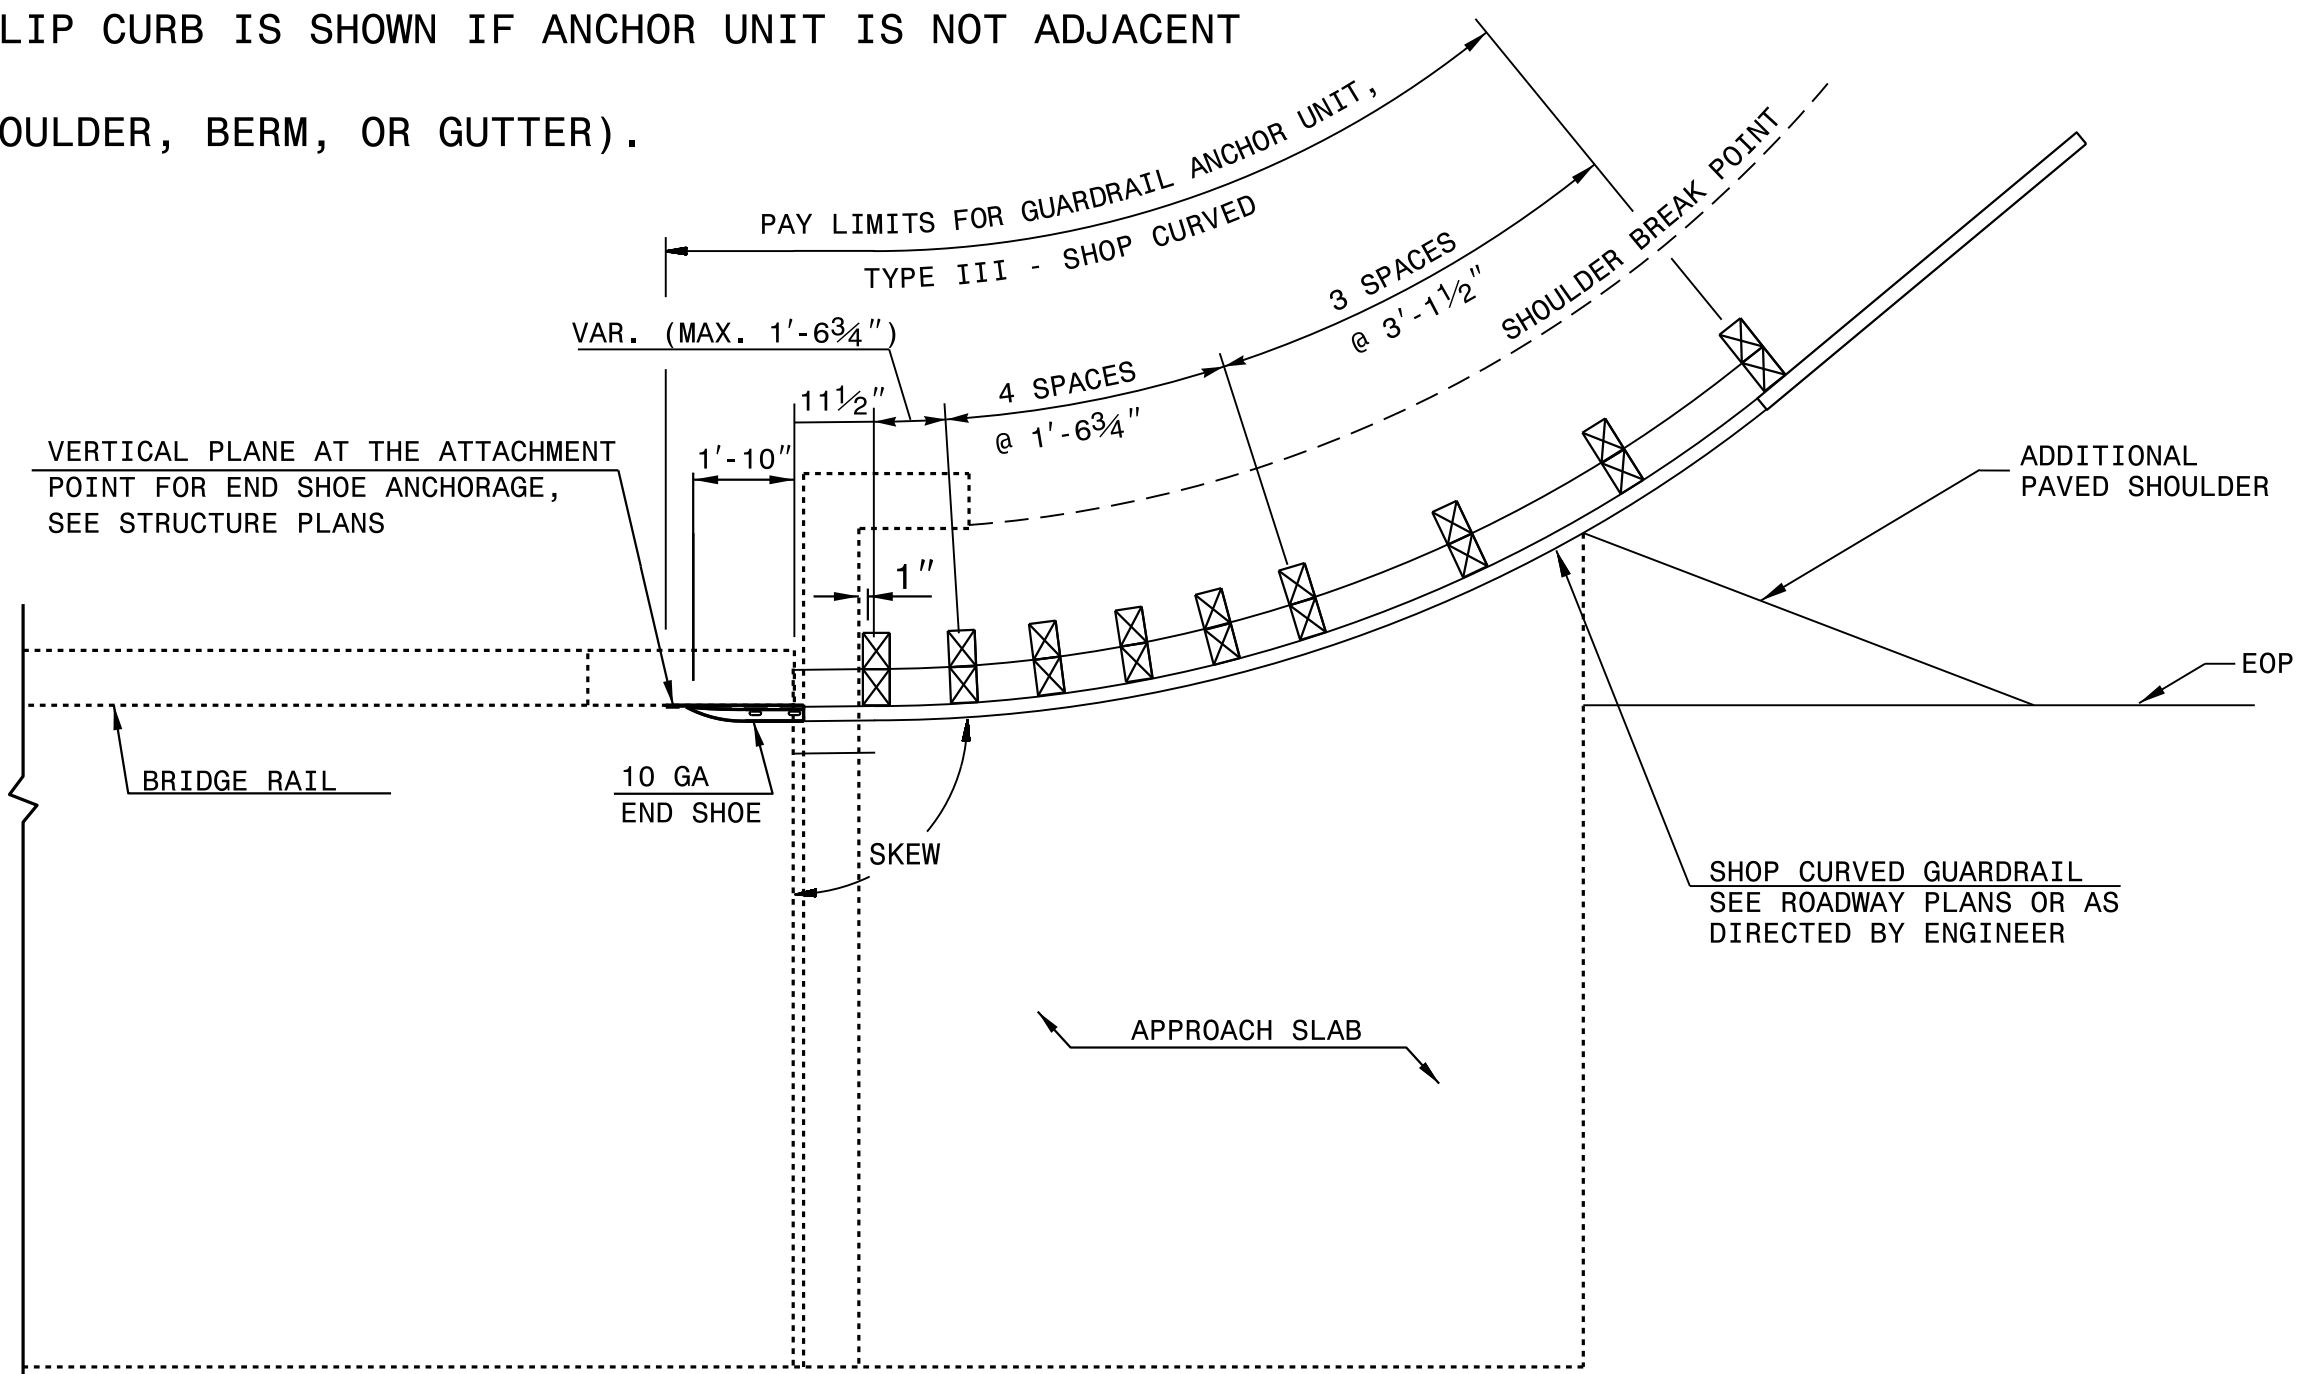 LIP CURB IS SHOWN IF ANCHOR UNIT IS NOT ADJACENT
OULDER, BERM, OR GUTTER).
PAY LIMITS FOR GUARDRAIL ANCHOR UNIT,
TYPE III - SHOP CURVED
3 SPACES
@ 3'-1½"
SHOULDER BREAK POINT
VAR. (MAX. 1'-6¾")
4 SPACES
@ 1'-6¾"
11½"
1'-10"
1"
VERTICAL PLANE AT THE ATTACHMENT
POINT FOR END SHOE ANCHORAGE,
SEE STRUCTURE PLANS
ADDITIONAL
PAVED SHOULDER
EOP
BRIDGE RAIL
10 GA
END SHOE
SKEW
SHOP CURVED GUARDRAIL
SEE ROADWAY PLANS OR AS
DIRECTED BY ENGINEER
APPROACH SLAB